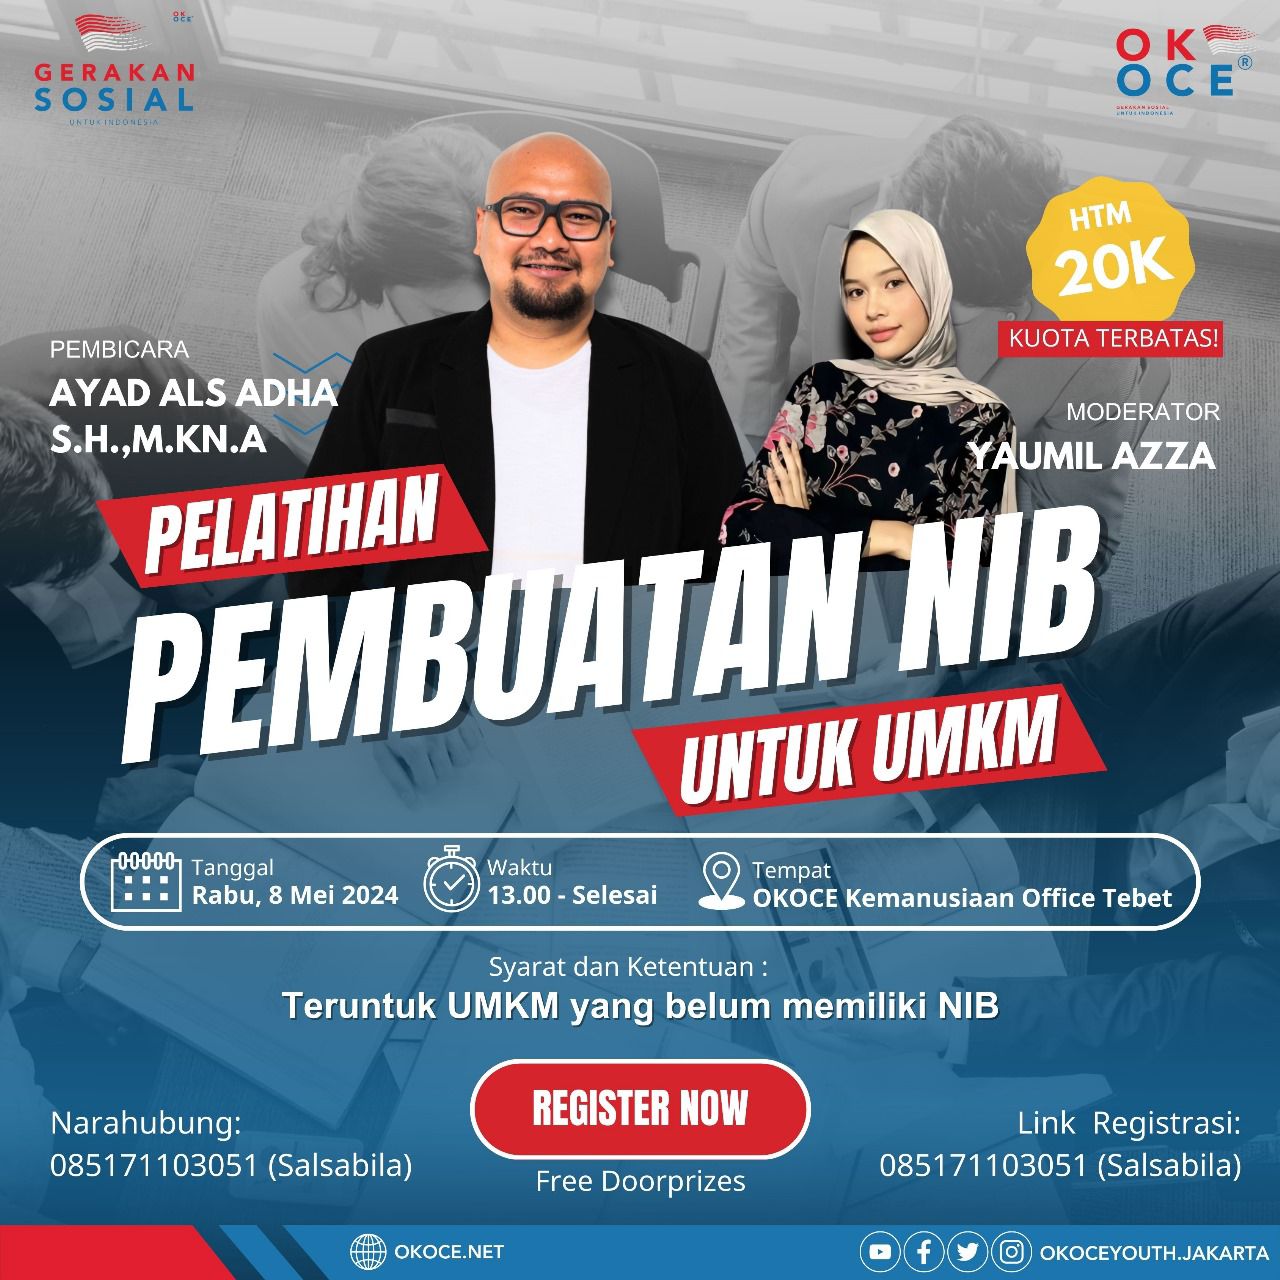 GERAKAN
SOSIAL
UNTUK INDONESIA
OK
OCE
OK
OCE®
GERAKAN SOSIAL
UNTUK INDONESIA
HTM
20K
KUOTA TERBATAS!
PEMBICARA
AYAD ALS ADHA
S.H.,M.KN.A
MODERATOR
YAUMIL AZZA
PELATIHAN
PEMBUATAN NIB
UNTUK UMKM
Tanggal
Rabu, 8 Mei 2024
Waktu
13.00 - Selesai
Tempat
OKOCE Kemanusiaan Office Tebet
Syarat dan Ketentuan :
Teruntuk UMKM yang belum memiliki NIB
REGISTER NOW
Free Doorprizes
Narahubung:
085171103051 (Salsabila)
Link Registrasi:
085171103051 (Salsabila)
OKOCE.NET
OKOCEYOUTH.JAKARTA